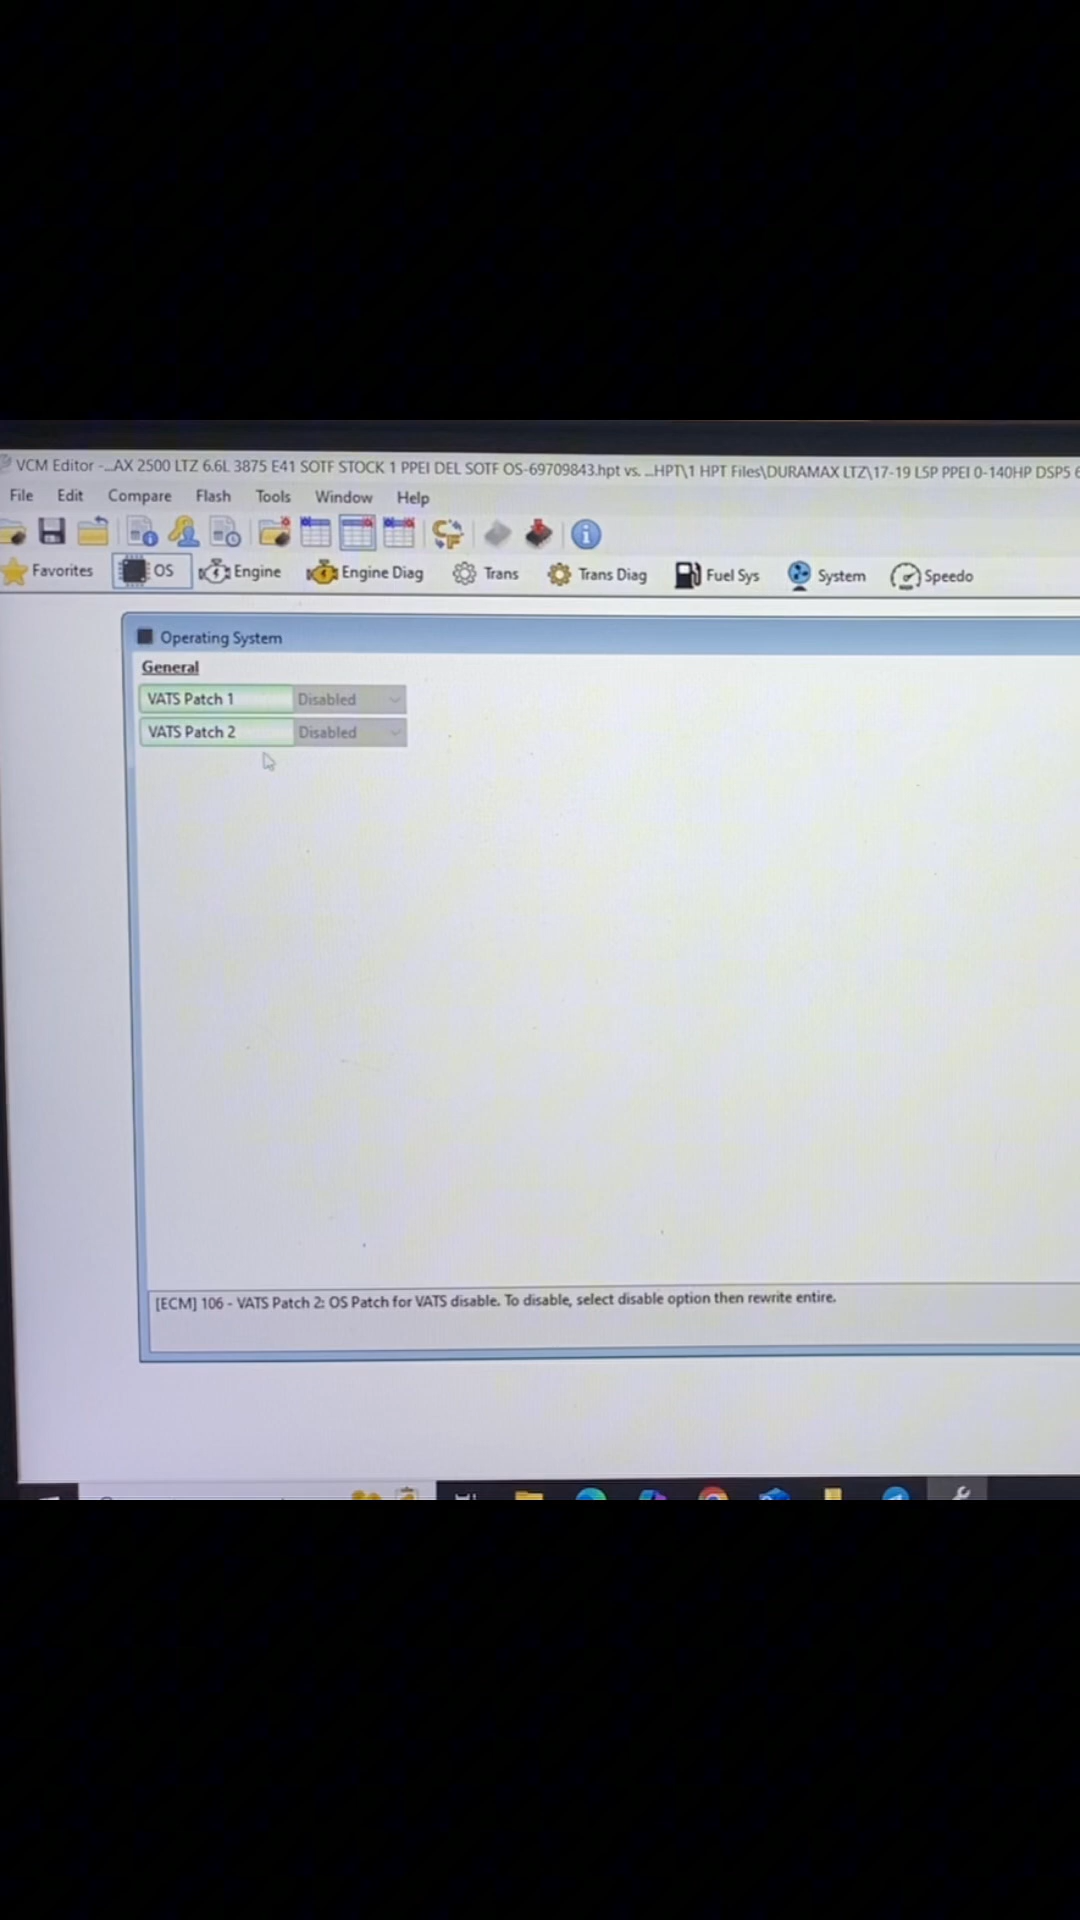 VCM Editor -...AX 2500 LTZ 6.6L 3875 E41 SOTF STOCK 1 PPEI DEL SOTF OS-69709843.hpt vs. ...HPT\1 HPT Files\DURAMAX LTZ\17-19 L5P PPEI 0-140HP DSP5 6
File Edit Compare Flash Tools Window Help
Favorites OS Engine Engine Diag Trans Trans Diag Fuel Sys System Speedo
Operating System
General
VATS Patch 1 Disabled
VATS Patch 2 Disabled
[ECM] 106 - VATS Patch 2: OS Patch for VATS disable. To disable, select disable option then rewrite entire.